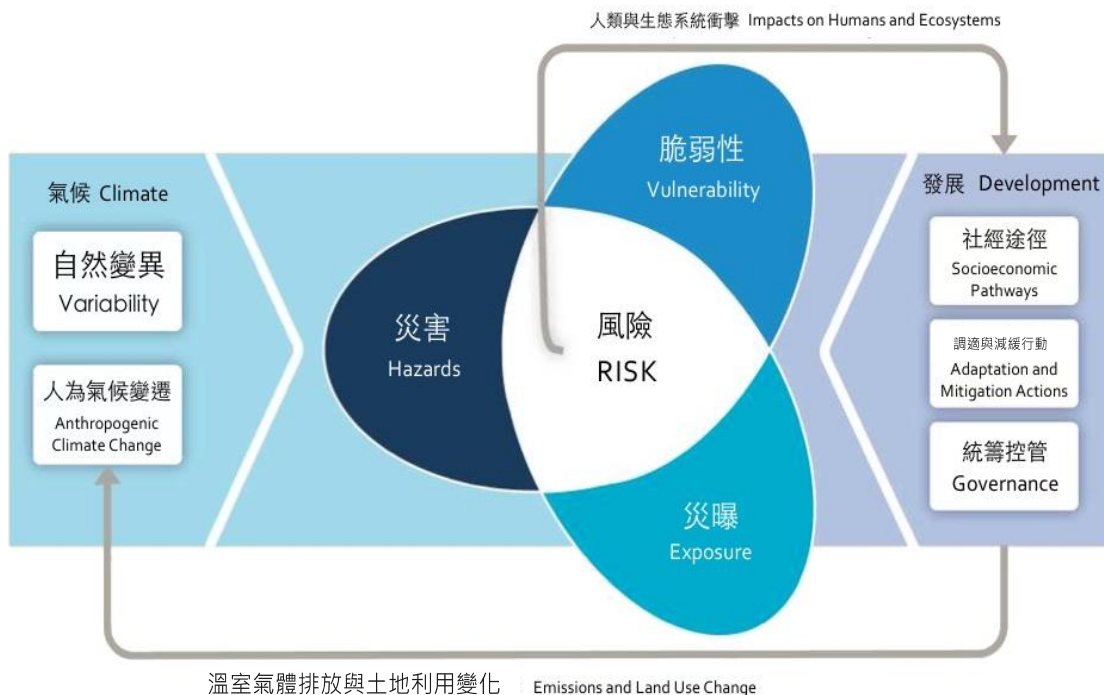 人類與生態系統衝擊 Impacts on Humans and Ecosystems
氣候 Climate
自然變異
Variability
人為氣候變遷
Anthropogenic
Climate Change
脆弱性
Vulnerability
災害
Hazards
風險
RISK
災曝
Exposure
發展 Development
社經途徑
Socioeconomic
Pathways
調適與減緩行動
Adaptation and
Mitigation Actions
統籌控管
Governance
溫室氣體排放與土地利用變化 Emissions and Land Use Change